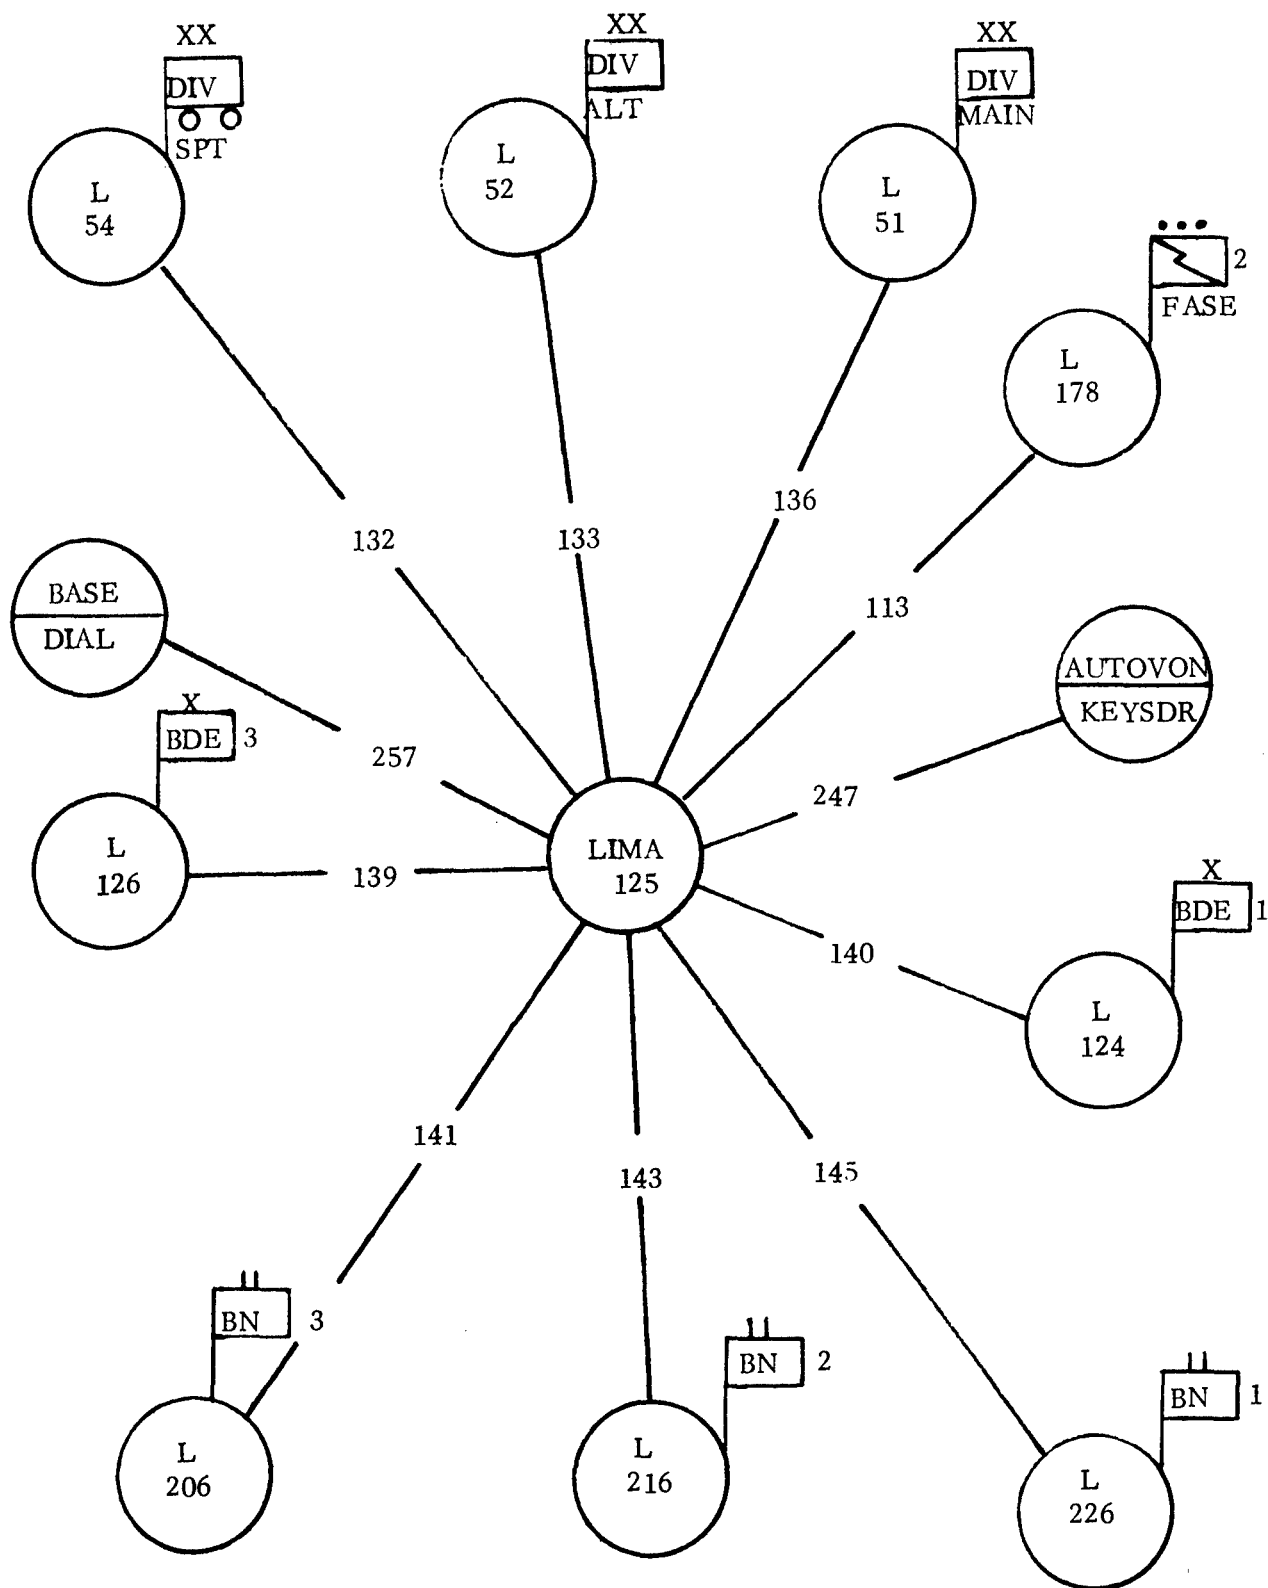 XX
DIV
SPT
L
54
XX
DIV
ALT
L
52
XX
DIV
MAIN
L
51
2
FASE
L
178
132
133
136
113
BASE
DIAL
AUTOVON
KEYSDR
257
247
X
BDE 3
L
126
139
LIMA
125
140
X
BDE 1
L
124
141
143
145
BN 3
L
206
BN 2
L
216
BN 1
L
226